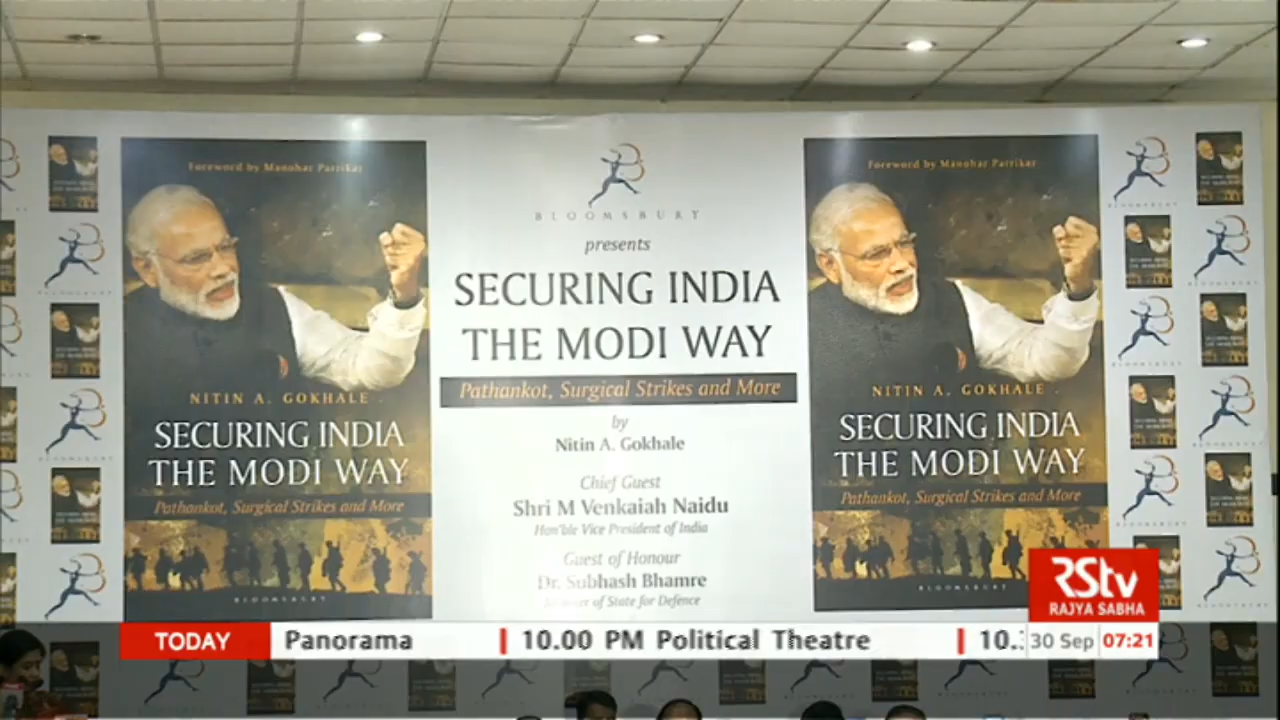 Foreword by Manohar Parrikar
NITIN A. GOKHALE
SECURING INDIA
THE MODI WAY
Pathankot, Surgical Strikes and More
BLOOMSBURY
BLOOMSBURY
presents
SECURING INDIA
THE MODI WAY
Pathankot, Surgical Strikes and More
by
Nitin A. Gokhale
Chief Guest
Shri M Venkaiah Naidu
Hon'ble Vice President of India
Guest of Honour
Dr. Subhash Bhamre
of State for Defence
Foreword by Manohar Parrikar
NITIN A. GOKHALE
SECURING INDIA
THE MODI WAY
Pathankot, Surgical Strikes and More
BLOOMSBURY
RStv
RAJYA SABHA
TODAY Panorama | 10.00 PM Political Theatre | 10.: 30 Sep 07:21